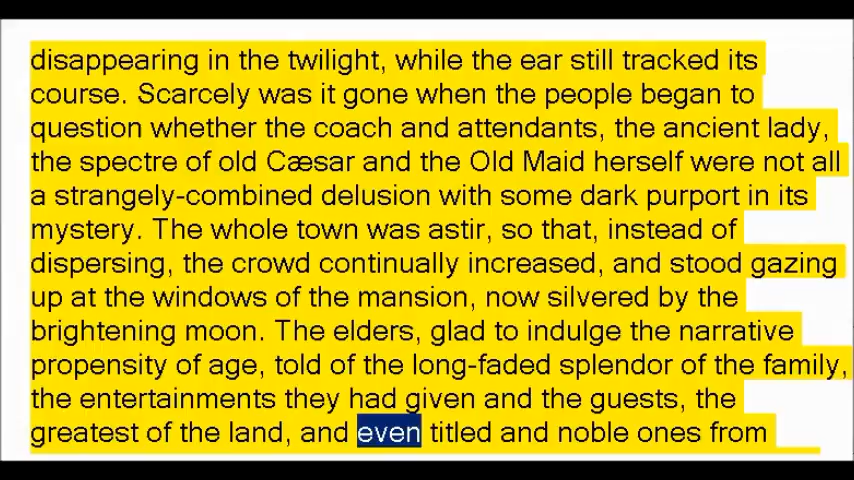 disappearing in the twilight, while the ear still tracked its
course. Scarcely was it gone when the people began to
question whether the coach and attendants, the ancient lady,
the spectre of old Cæsar and the Old Maid herself were not all
a strangely-combined delusion with some dark purport in its
mystery. The whole town was astir, so that, instead of
dispersing, the crowd continually increased, and stood gazing
up at the windows of the mansion, now silvered by the
brightening moon. The elders, glad to indulge the narrative
propensity of age, told of the long-faded splendor of the family,
the entertainments they had given and the guests, the
greatest of the land, and even titled and noble ones from